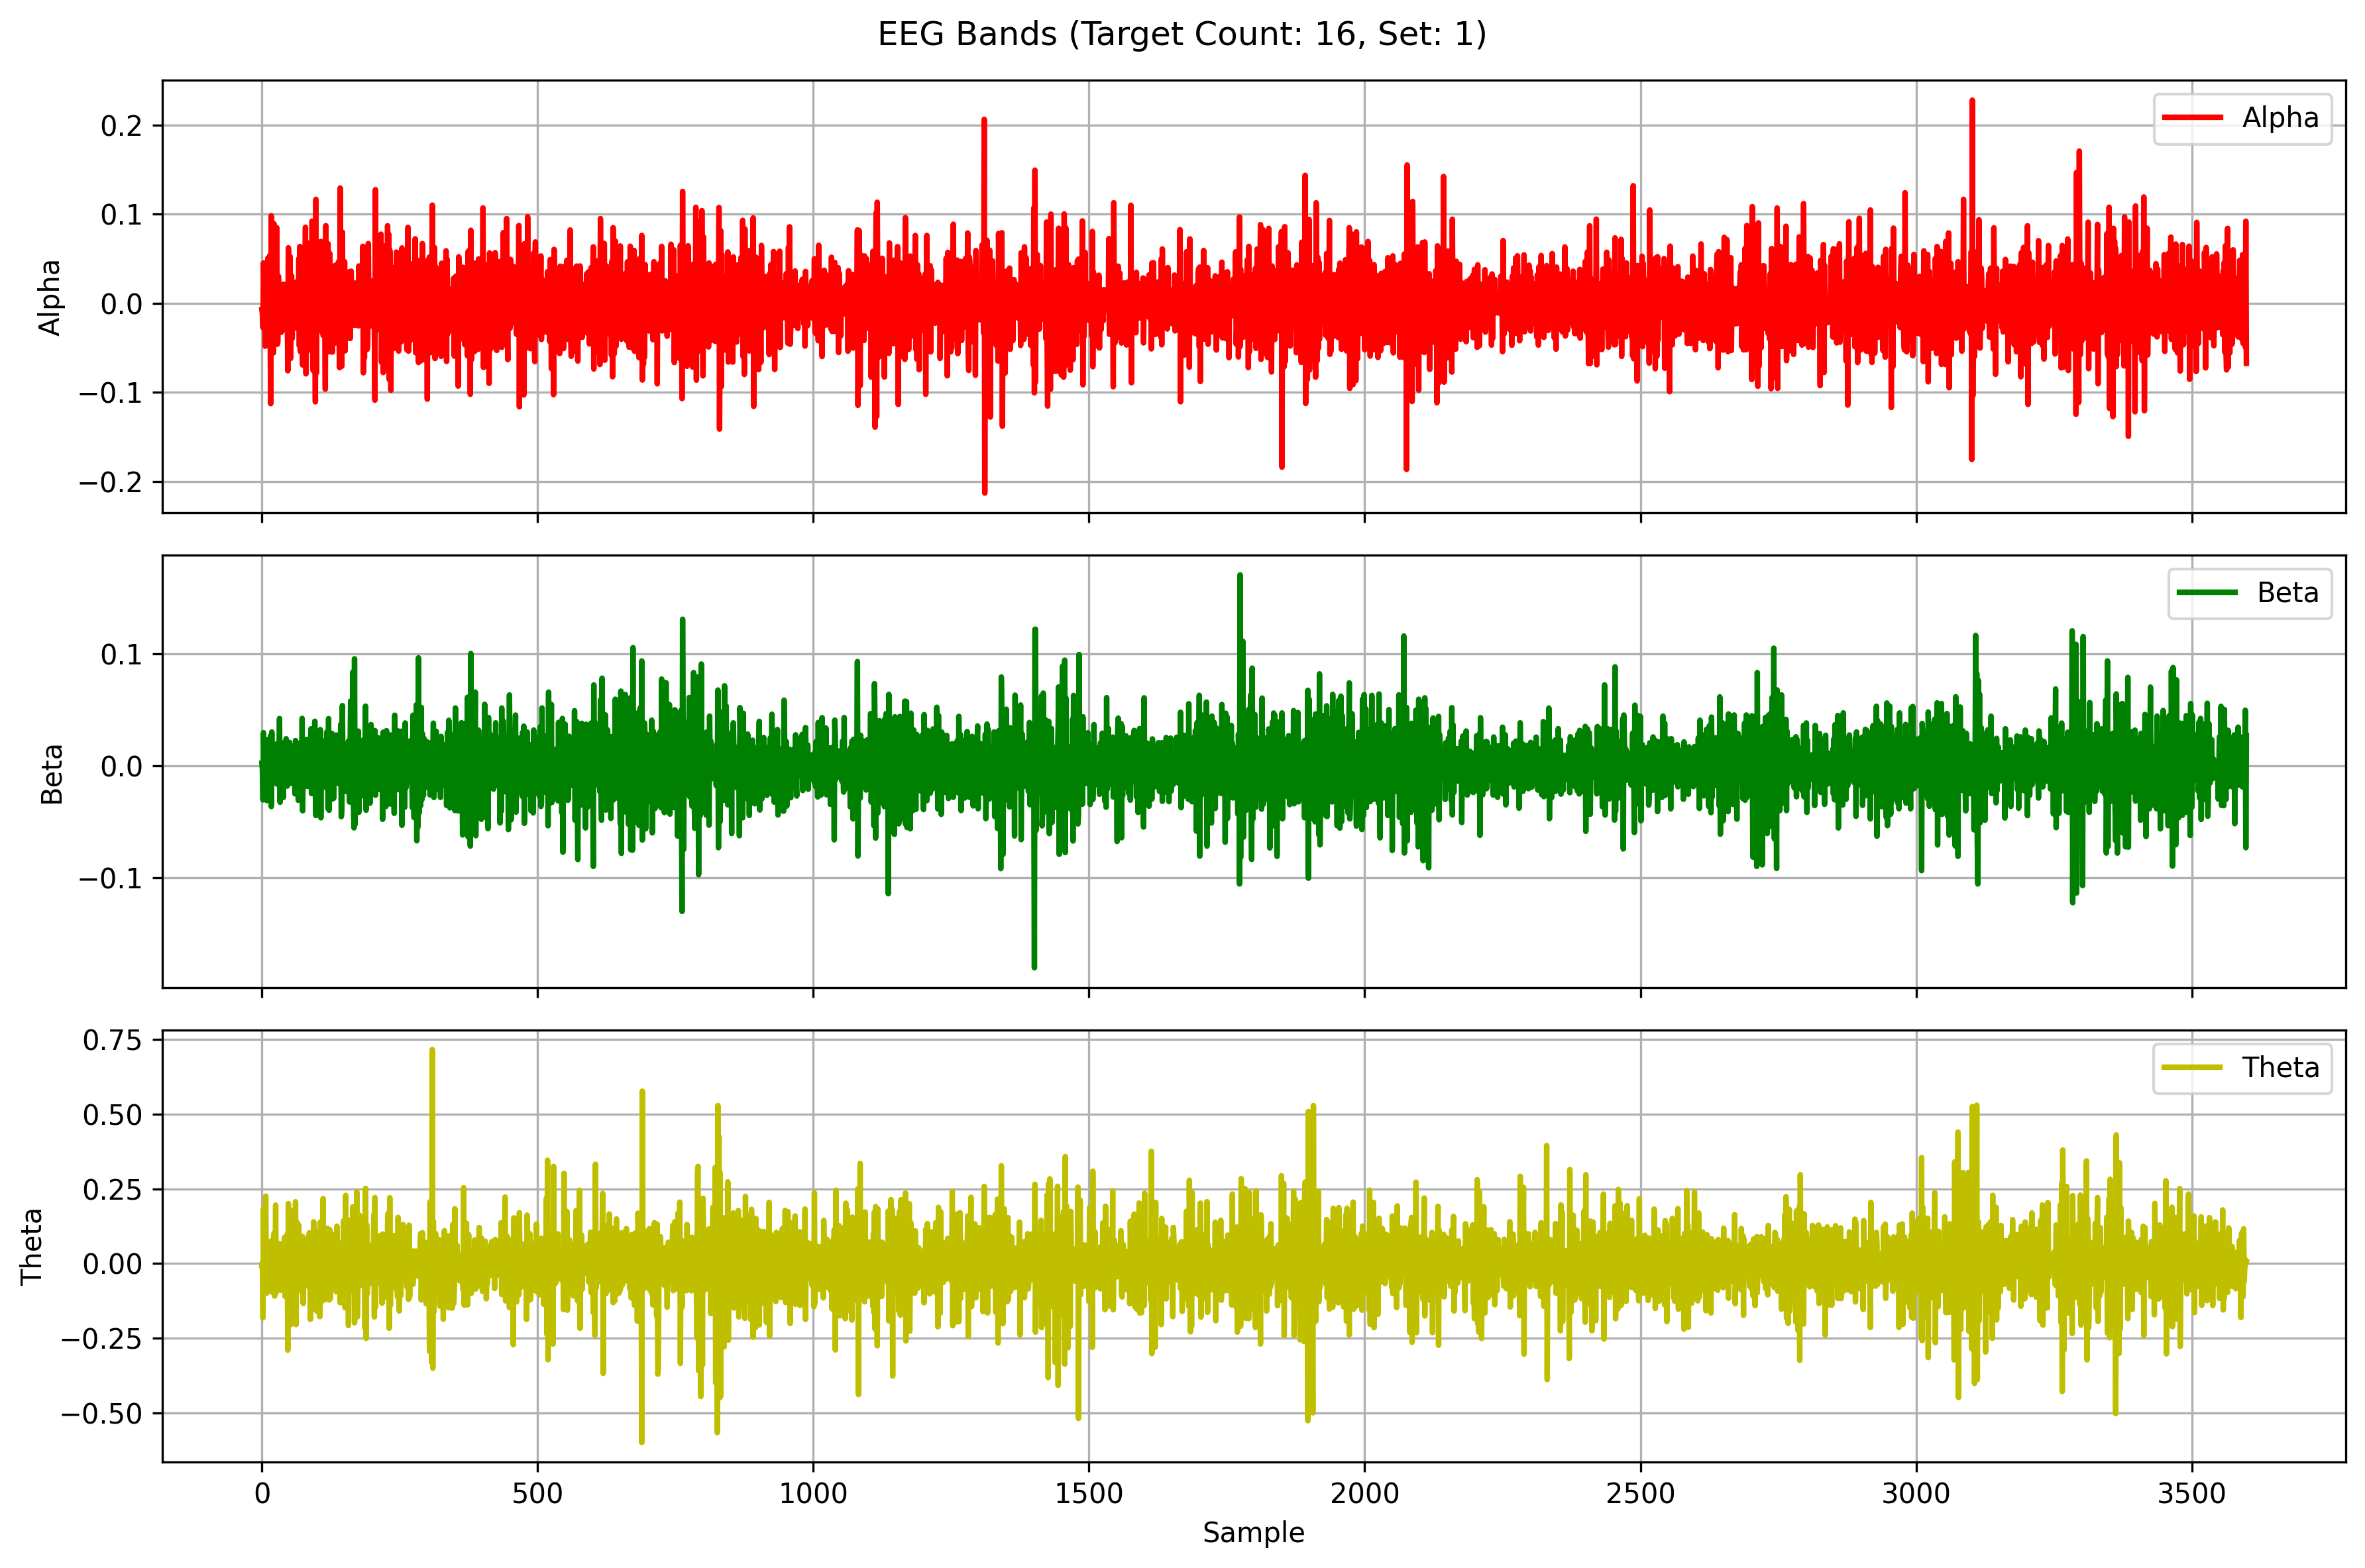 EEG Bands (Target Count: 16, Set: 1)
Alpha
0.2
0.1
0.0
−0.1
−0.2
Alpha
Beta
0.1
0.0
−0.1
Beta
Theta
0.75
0.50
0.25
0.00
−0.25
−0.50
Theta
0 500 1000 1500 2000 2500 3000 3500
Sample